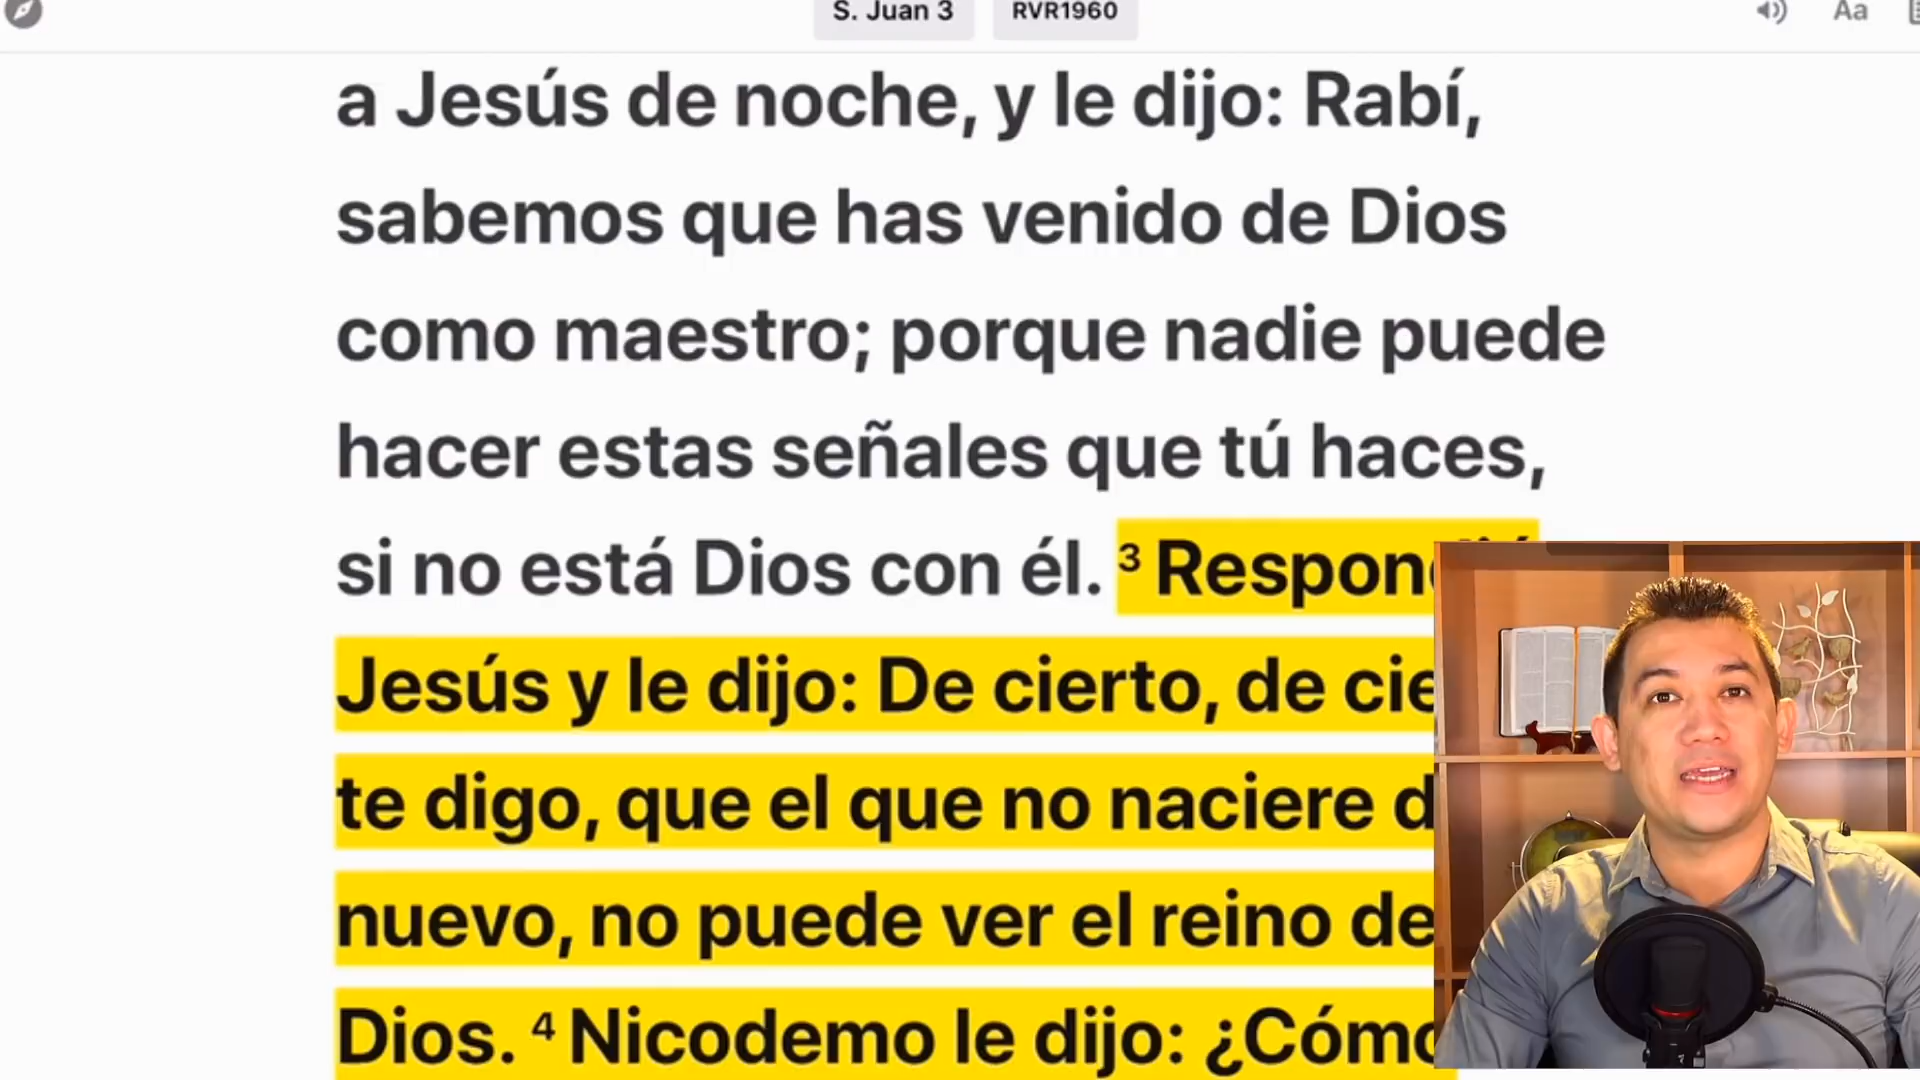 S. Juan 3 RVR1960
Aa
a Jesús de noche, y le dijo: Rabí,
sabemos que has venido de Dios
como maestro; porque nadie puede
hacer estas señales que tú haces,
si no está Dios con él. 3 Respondió
Jesús y le dijo: De cierto, de cie
te digo, que el que no naciere d
nuevo, no puede ver el reino de
Dios. 4 Nicodemo le dijo: ¿Cómo